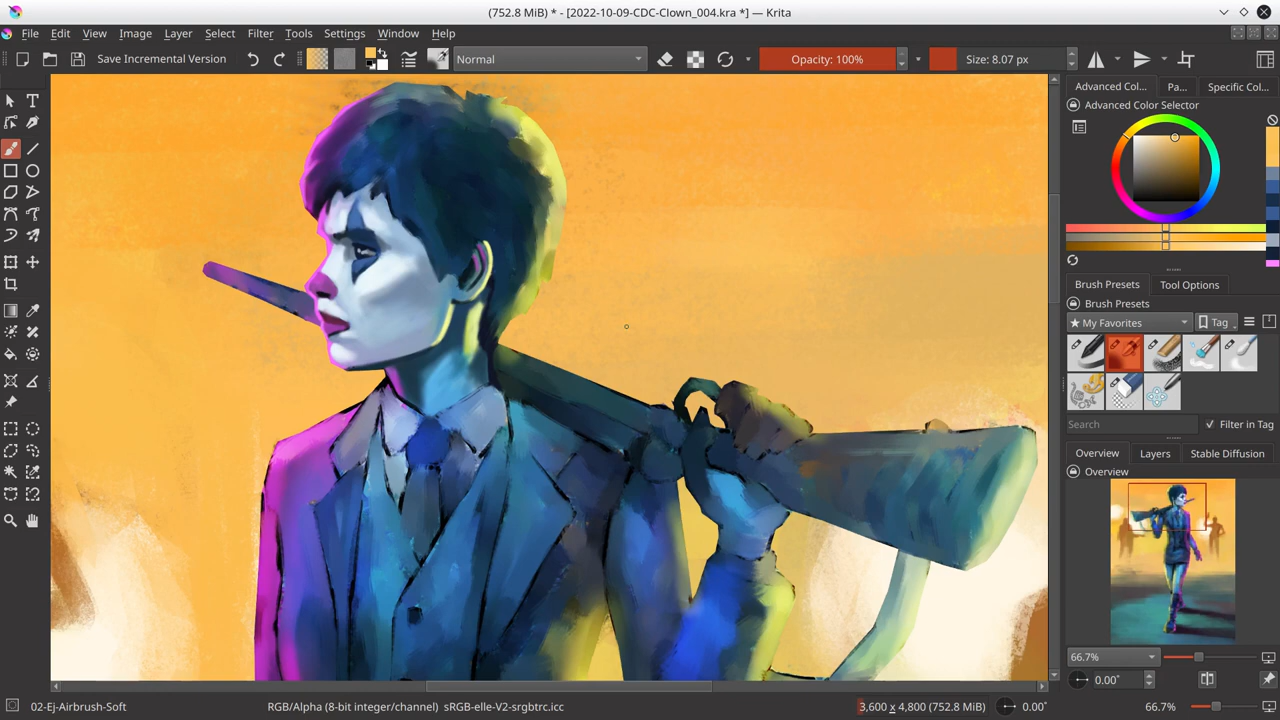 (752.8 MiB) * - [2022-10-09-CDC-Clown_004.kra *] — Krita
File Edit View Image Layer Select Filter Tools Settings Window Help
Save Incremental Version Normal Opacity: 100% Size: 8.07 px
Advanced Col... Pa... Specific Col...
Advanced Color Selector
Brush Presets Tool Options
Brush Presets
★ My Favorites Tag
Search Filter in Tag
Overview Layers Stable Diffusion
Overview
66.7%
0.00°
02-Ej-Airbrush-Soft RGB/Alpha (8-bit integer/channel) sRGB-elle-V2-srgbtrc.icc 3,600 x 4,800 (752.8 MiB) 0.00° 66.7%